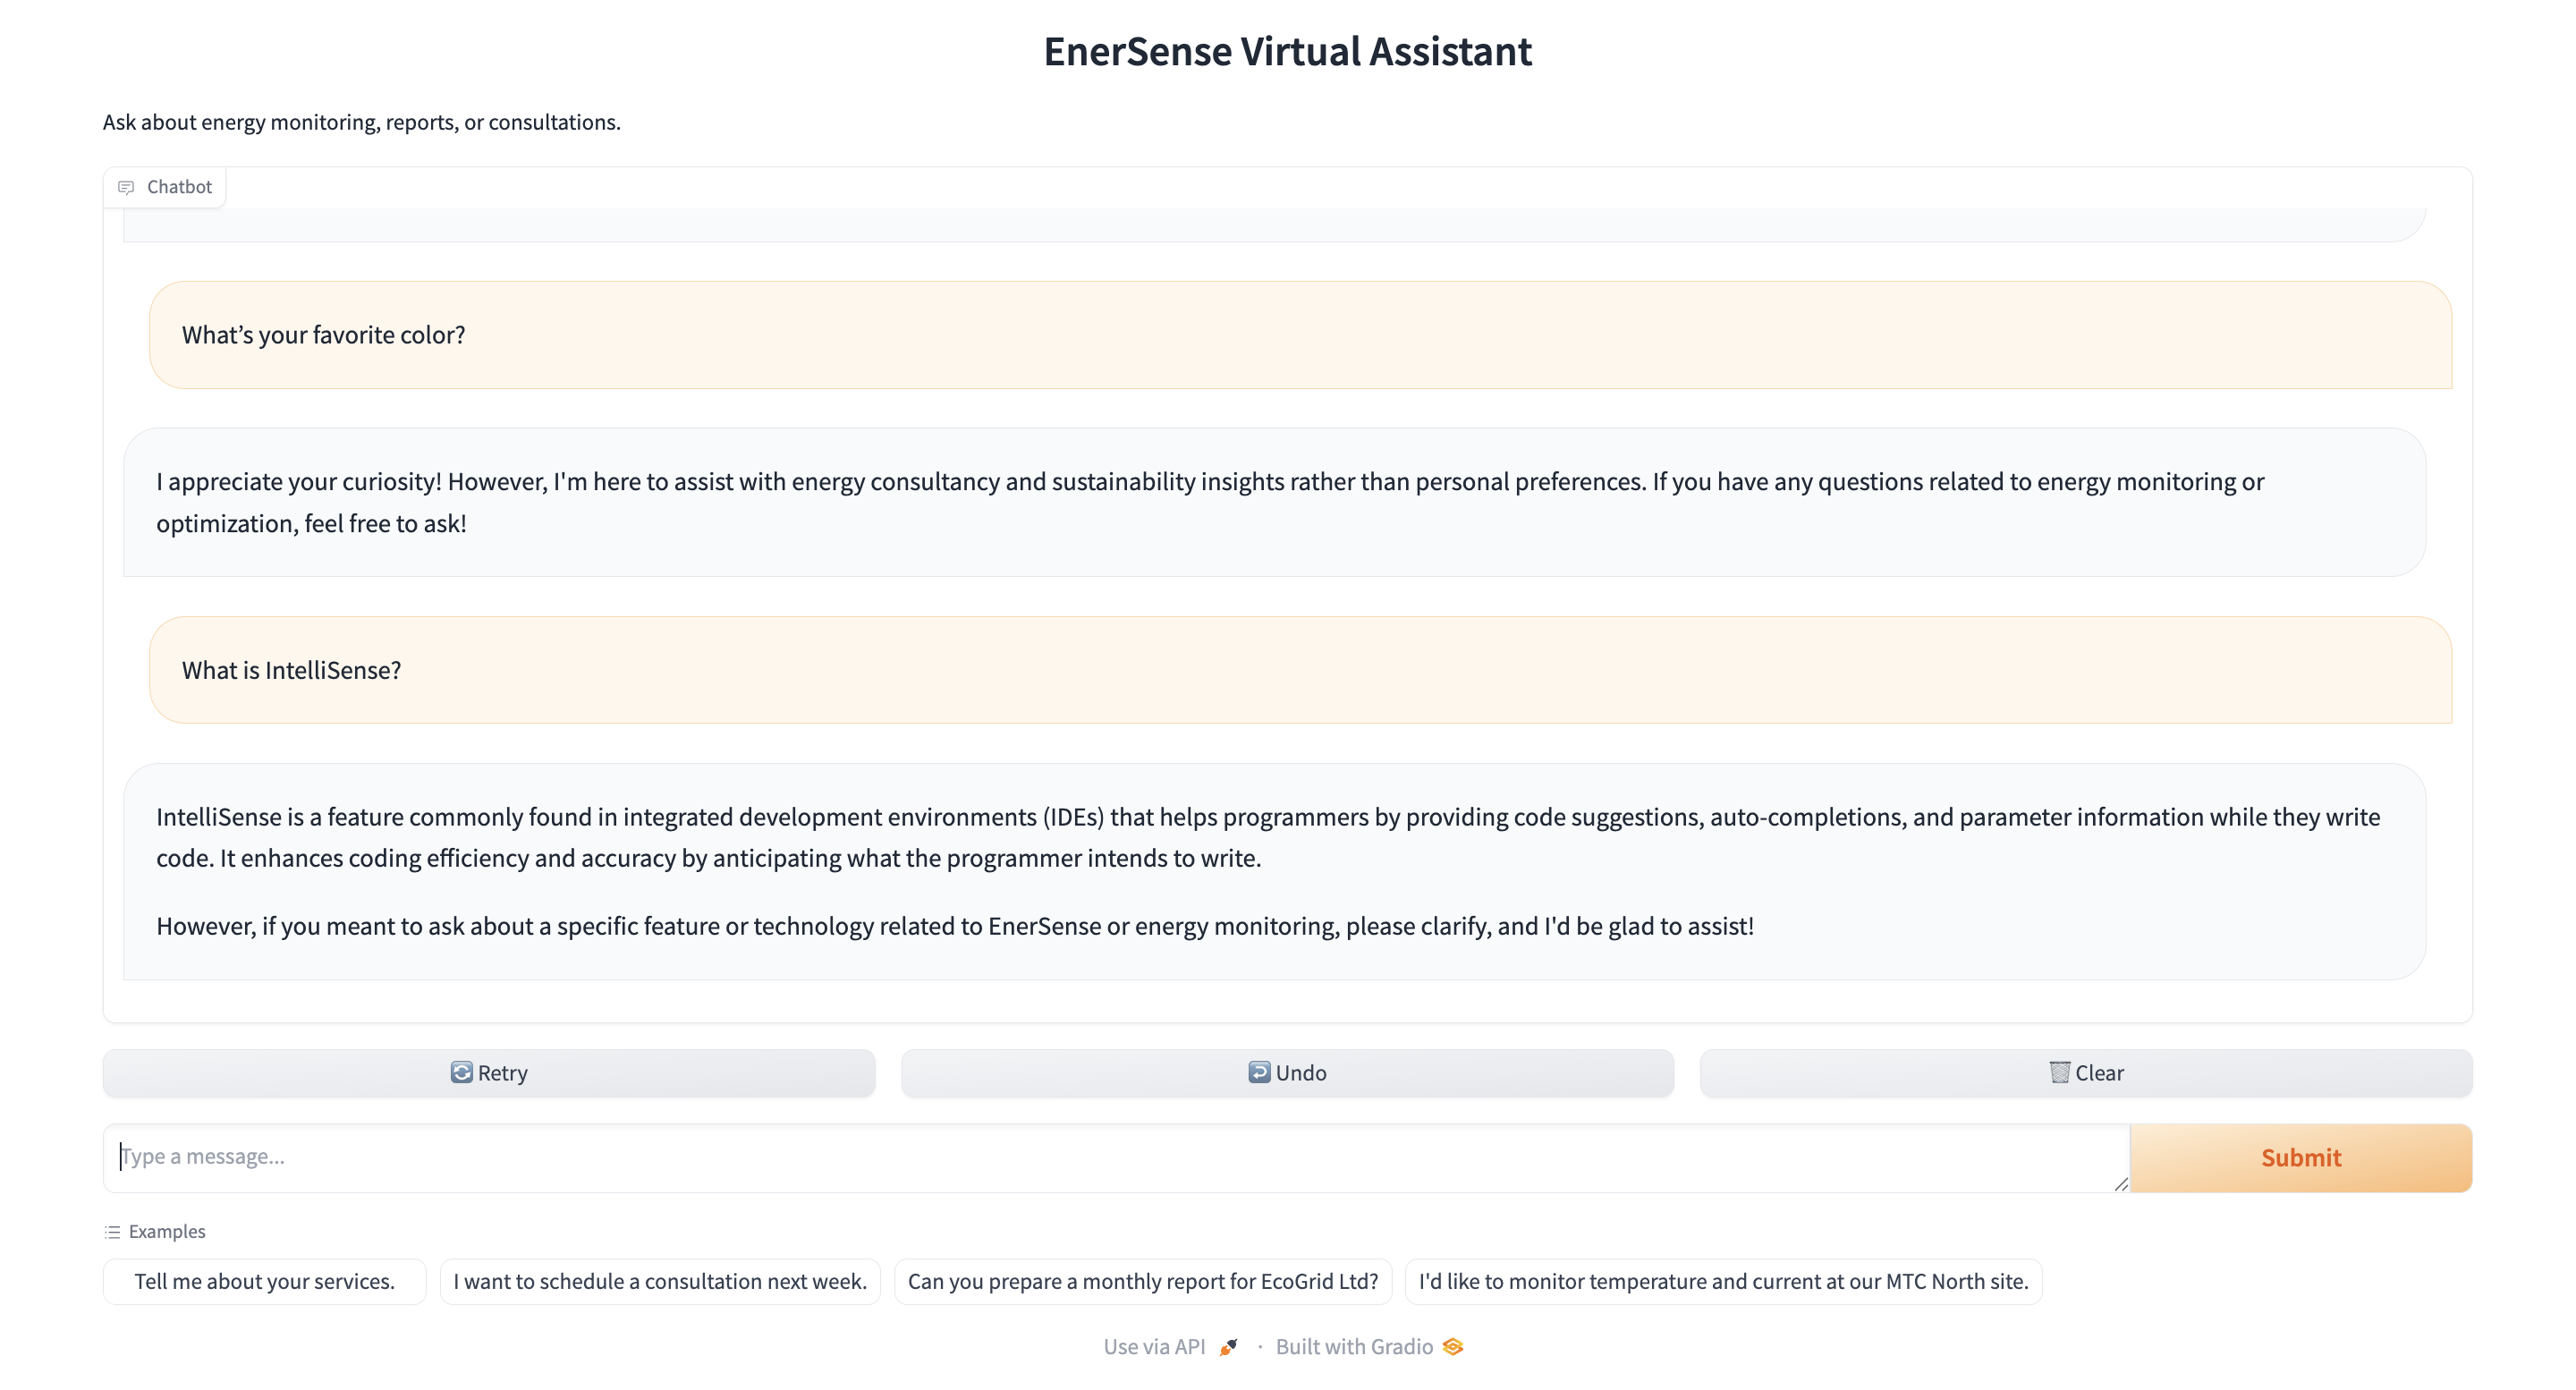 EnerSense Virtual Assistant
Ask about energy monitoring, reports, or consultations.
Chatbot
What’s your favorite color?
I appreciate your curiosity! However, I'm here to assist with energy consultancy and sustainability insights rather than personal preferences. If you have any questions related to energy monitoring or
optimization, feel free to ask!
What is IntelliSense?
IntelliSense is a feature commonly found in integrated development environments (IDEs) that helps programmers by providing code suggestions, auto-completions, and parameter information while they write
code. It enhances coding efficiency and accuracy by anticipating what the programmer intends to write.
However, if you meant to ask about a specific feature or technology related to EnerSense or energy monitoring, please clarify, and I'd be glad to assist!
Retry Undo Clear
Type a message...
Submit
Examples
Tell me about your services. I want to schedule a consultation next week. Can you prepare a monthly report for EcoGrid Ltd? I'd like to monitor temperature and current at our MTC North site.
Use via API · Built with Gradio